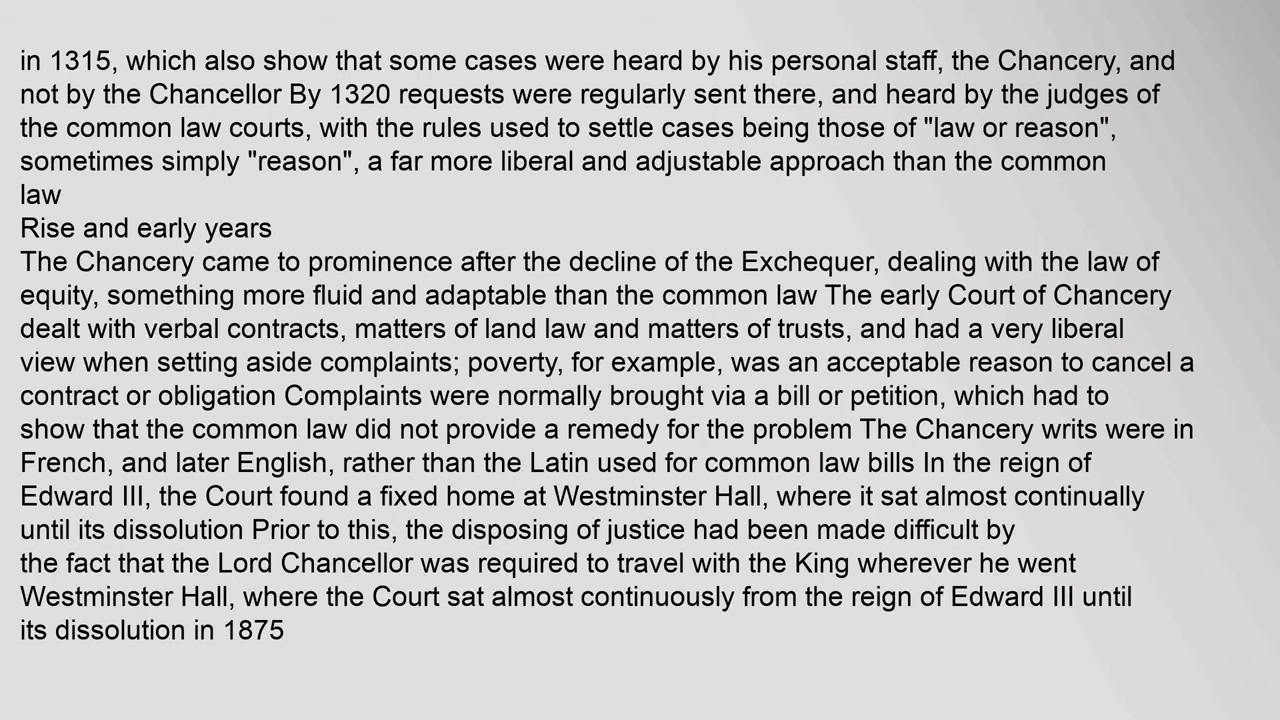 in 1315, which also show that some cases were heard by his personal staff, the Chancery, and
not by the Chancellor By 1320 requests were regularly sent there, and heard by the judges of
the common law courts, with the rules used to settle cases being those of "law or reason",
sometimes simply "reason", a far more liberal and adjustable approach than the common
law
Rise and early years
The Chancery came to prominence after the decline of the Exchequer, dealing with the law of
equity, something more fluid and adaptable than the common law The early Court of Chancery
dealt with verbal contracts, matters of land law and matters of trusts, and had a very liberal
view when setting aside complaints; poverty, for example, was an acceptable reason to cancel a
contract or obligation Complaints were normally brought via a bill or petition, which had to
show that the common law did not provide a remedy for the problem The Chancery writs were in
French, and later English, rather than the Latin used for common law bills In the reign of
Edward III, the Court found a fixed home at Westminster Hall, where it sat almost continually
until its dissolution Prior to this, the disposing of justice had been made difficult by
the fact that the Lord Chancellor was required to travel with the King wherever he went
Westminster Hall, where the Court sat almost continuously from the reign of Edward III until
its dissolution in 1875